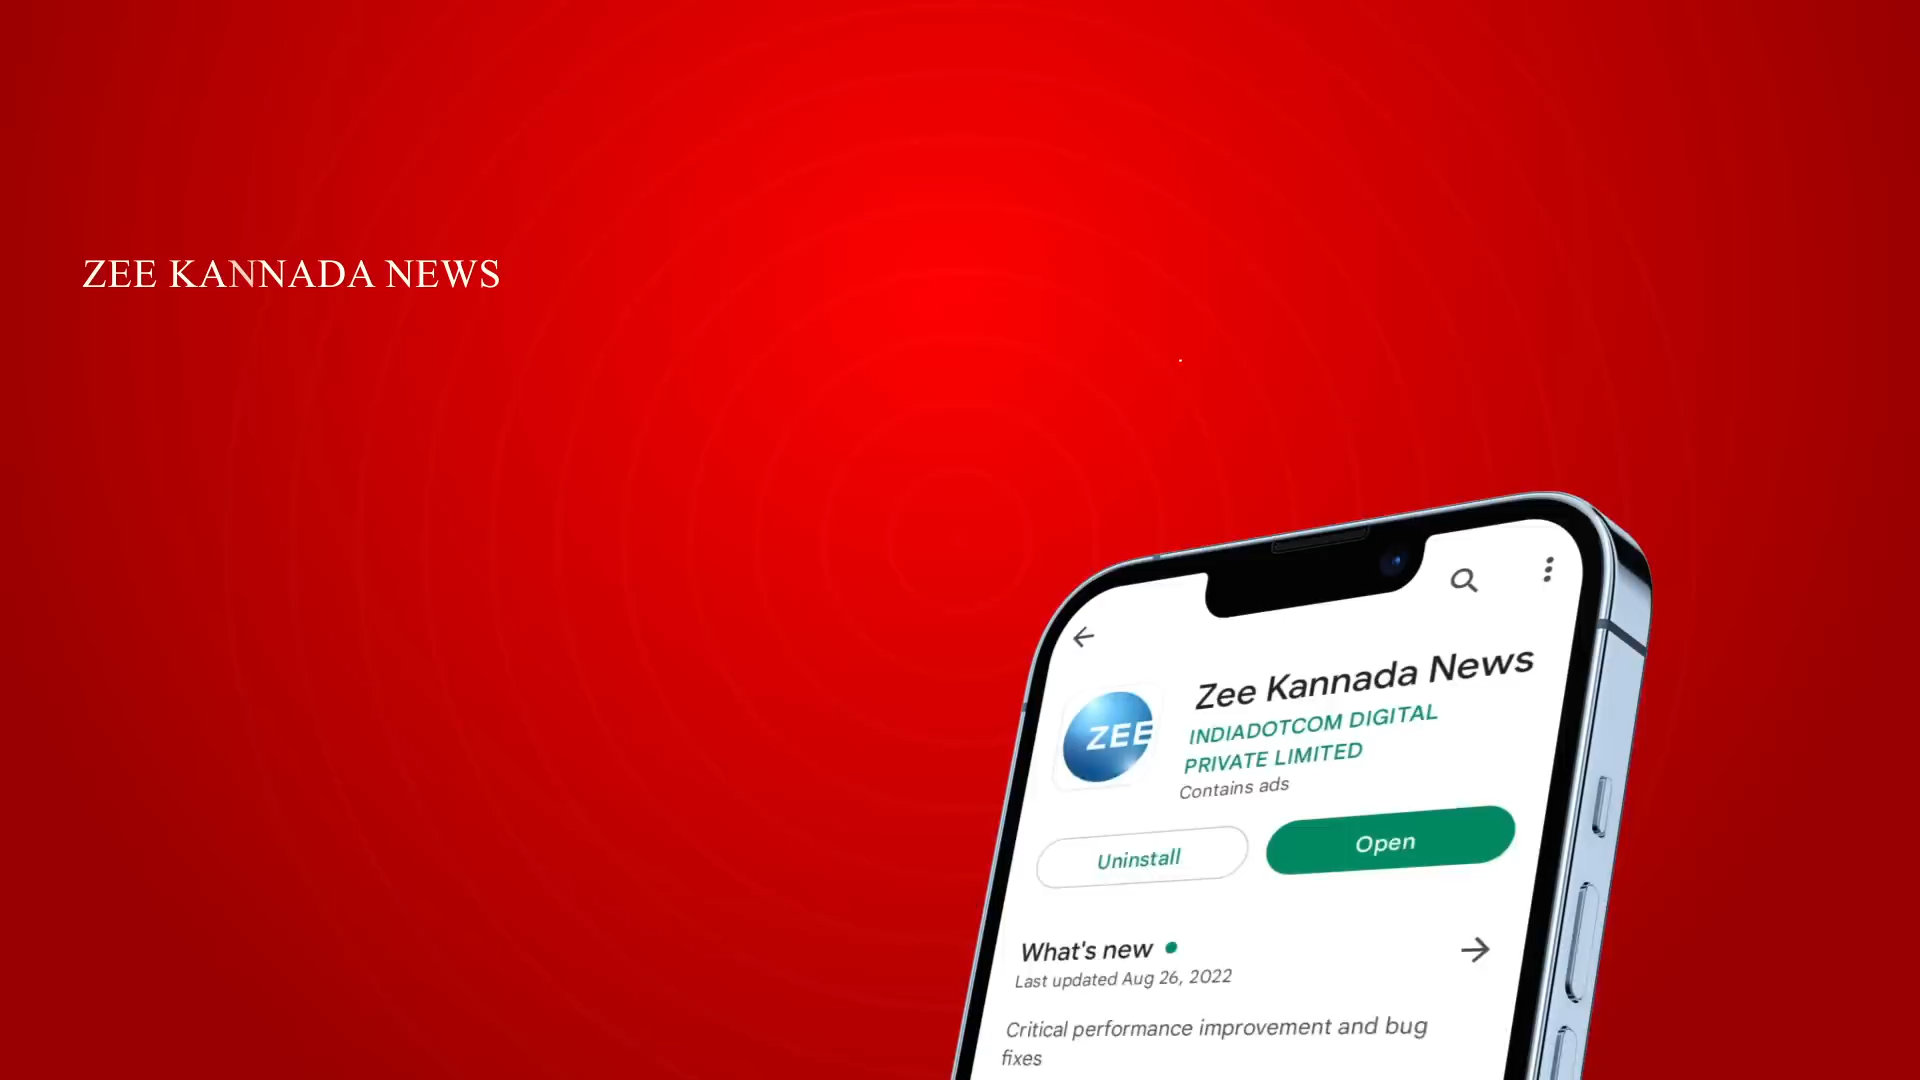 ZEE KANNADA NEWS
Zee Kannada News
ZEE
INDIADOTCOM DIGITAL
PRIVATE LIMITED
Contains ads
Uninstall
Open
What's new
Last updated Aug 26, 2022
Critical performance improvement and bug
fixes